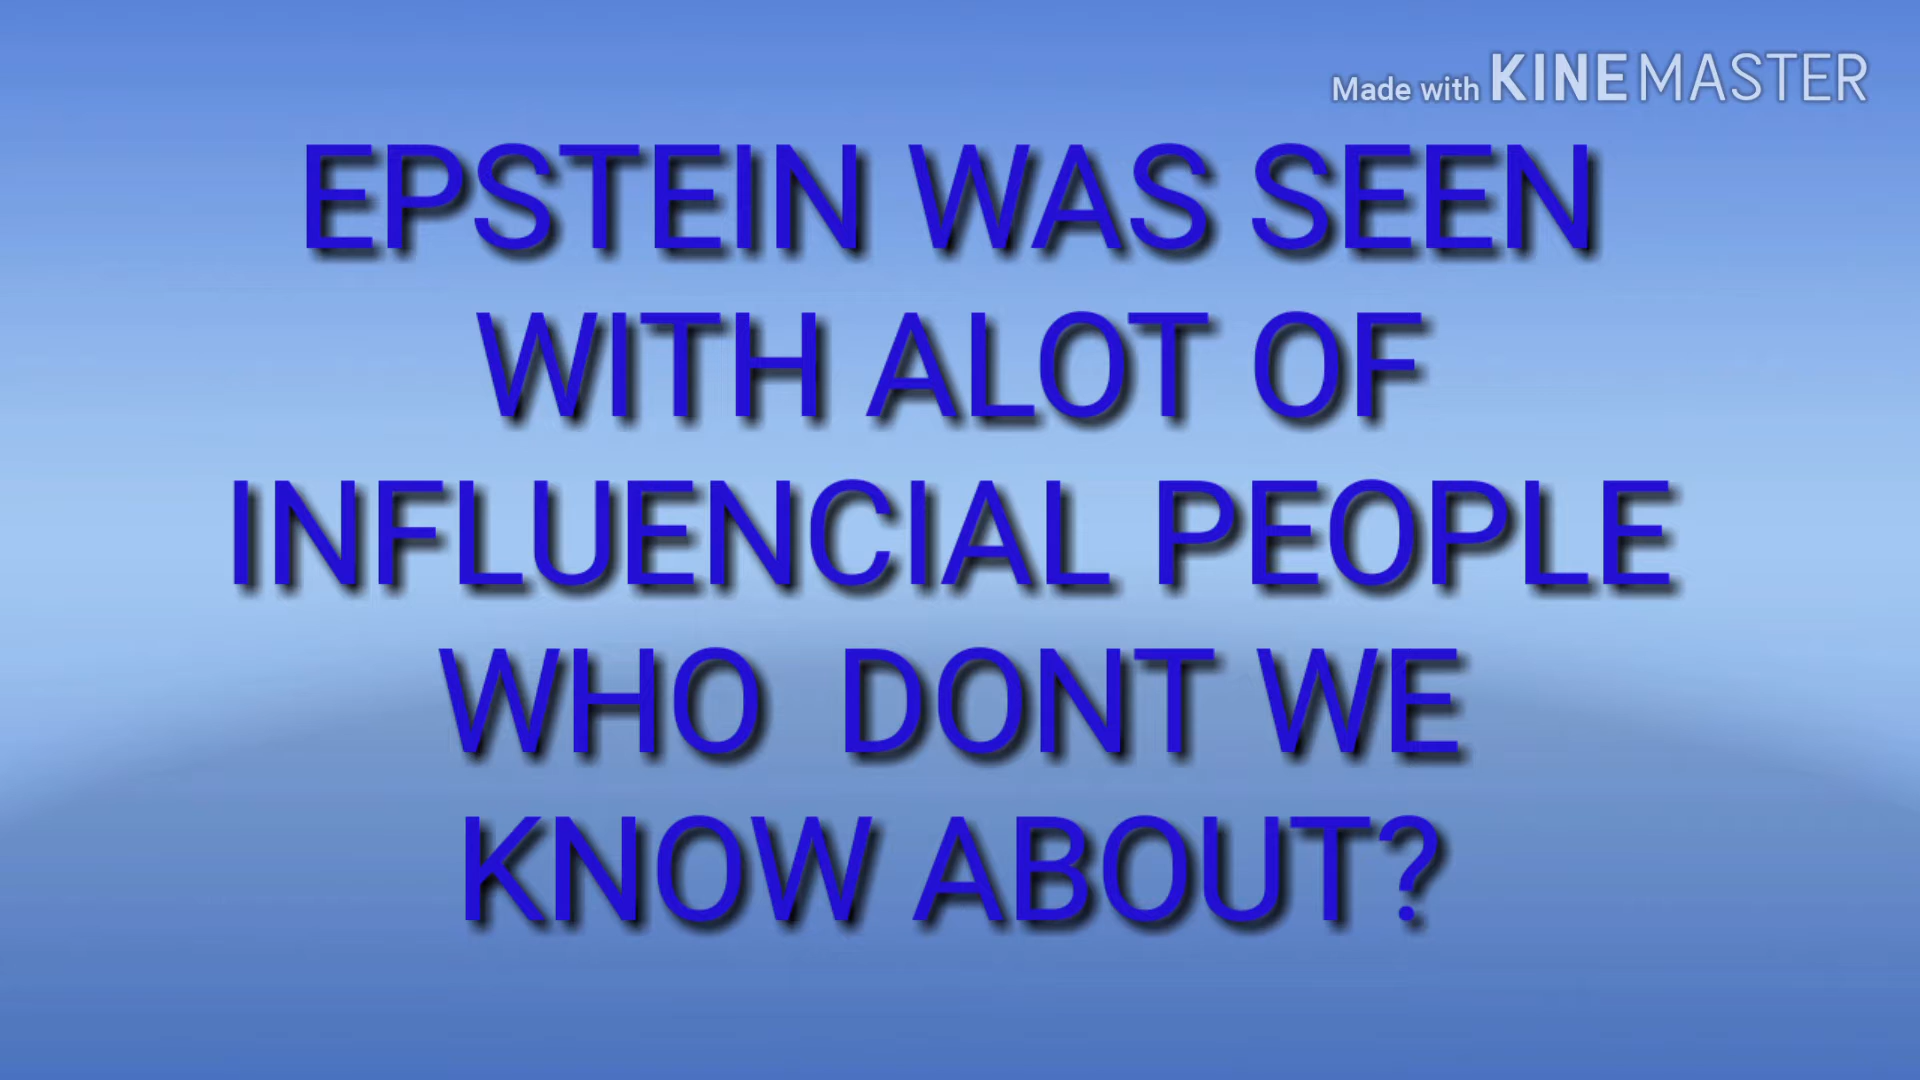 Made with KINEMASTER
EPSTEIN WAS SEEN
WITH ALOT OF
INFLUENCIAL PEOPLE
WHO DONT WE
KNOW ABOUT?